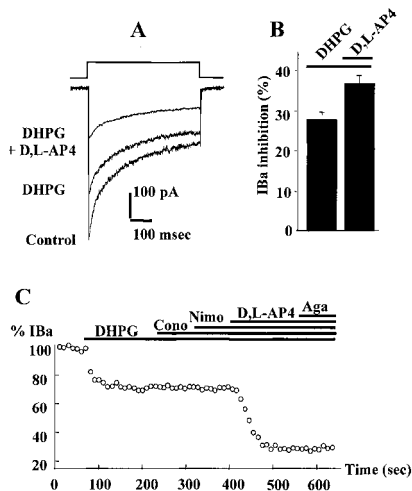 A
DHPG
+ D,L-AP4
DHPG
Control
100 pA
100 msec
B
DHPG
D,L-AP4
IBa inhibition (%)
40
30
20
10
0
C
% IBa
DHPG
Cono
Nimo
D,L-AP4
Aga
100
80
60
40
20
0
100
200
300
400
500
600
Time (sec)